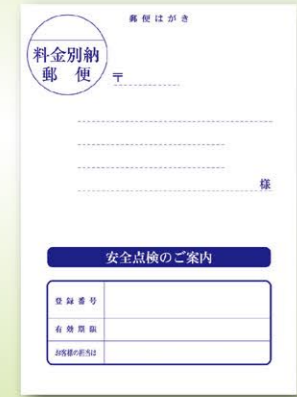 郵便はがき
料金別納
郵便
〒
様
安全点検のご案内
登録番号
有効期限
お客様の担当は